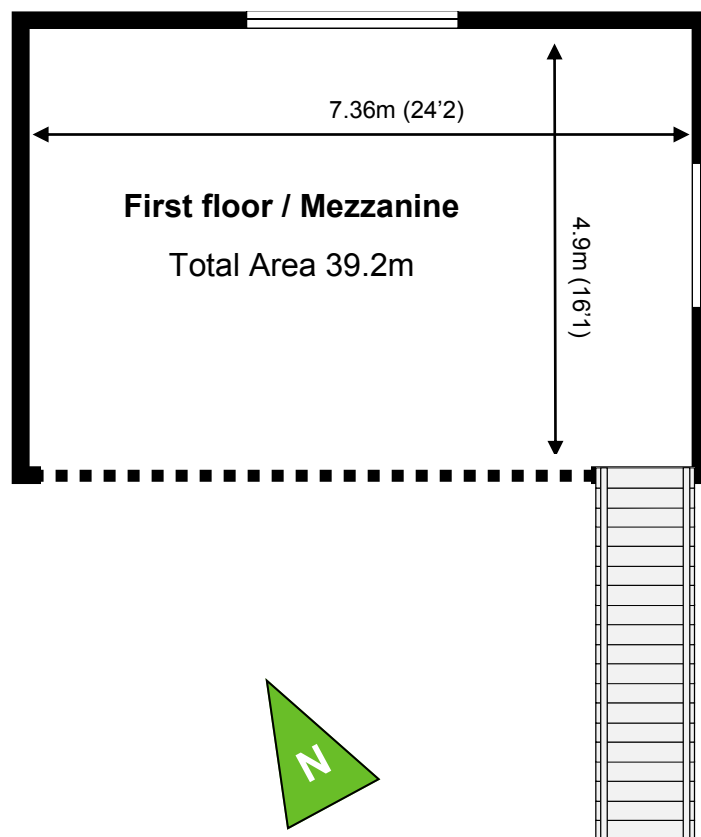 7.36m (24’2)
First floor / Mezzanine
Total Area 39.2m
4.9m (16’1)
N